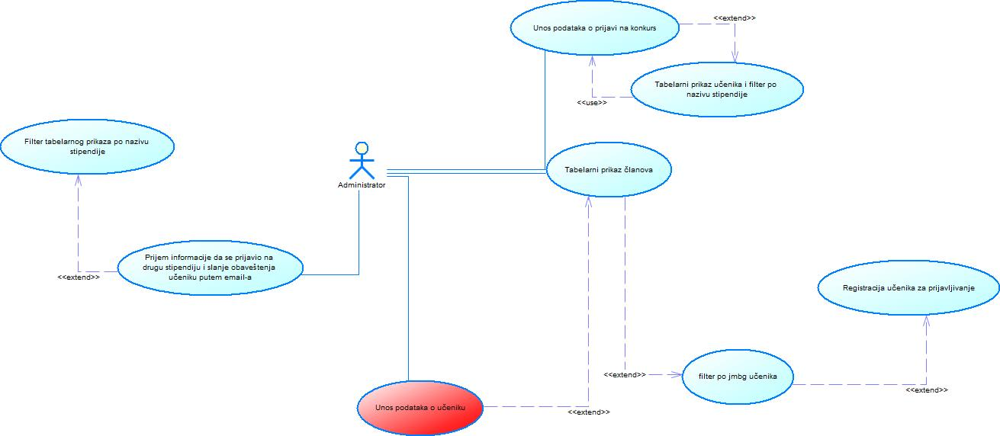 <<extend>>
Unos podataka o prijavi na konkurs
Tabelarni prikaz učenika i filter po
nazivu stipendije
<<use>>
Filter tabelarnog prikaza po nazivu
stipendije
Tabelarni prikaz članova
Administrator
Prijem informacije da se prijavio na
drugu stipendiju i slanje obaveštenja
učeniku putem email-a
<<extend>>
Registracija učenika za prijavljivanje
<<extend>>
filter po jmbg učenika
<<extend>>
Unos podataka o učeniku
<<extend>>